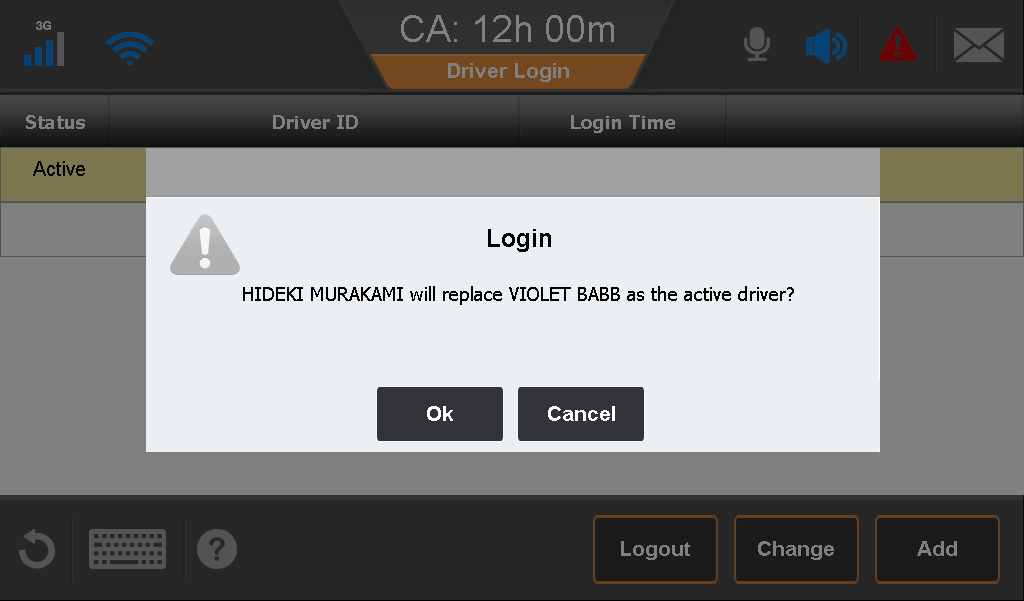 3G
CA: 12h 00m
Driver Login
Status Driver ID Login Time
Active
Login
HIDEKI MURAKAMI will replace VIOLET BABB as the active driver?
Ok Cancel
Logout Change Add